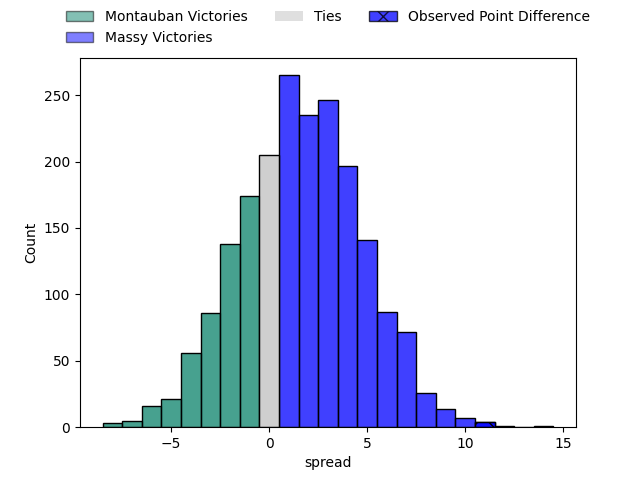 Montauban Victories
Massy Victories
Ties
Observed Point Difference
Count
250
200
150
100
50
0
−5
0
5
10
15
spread